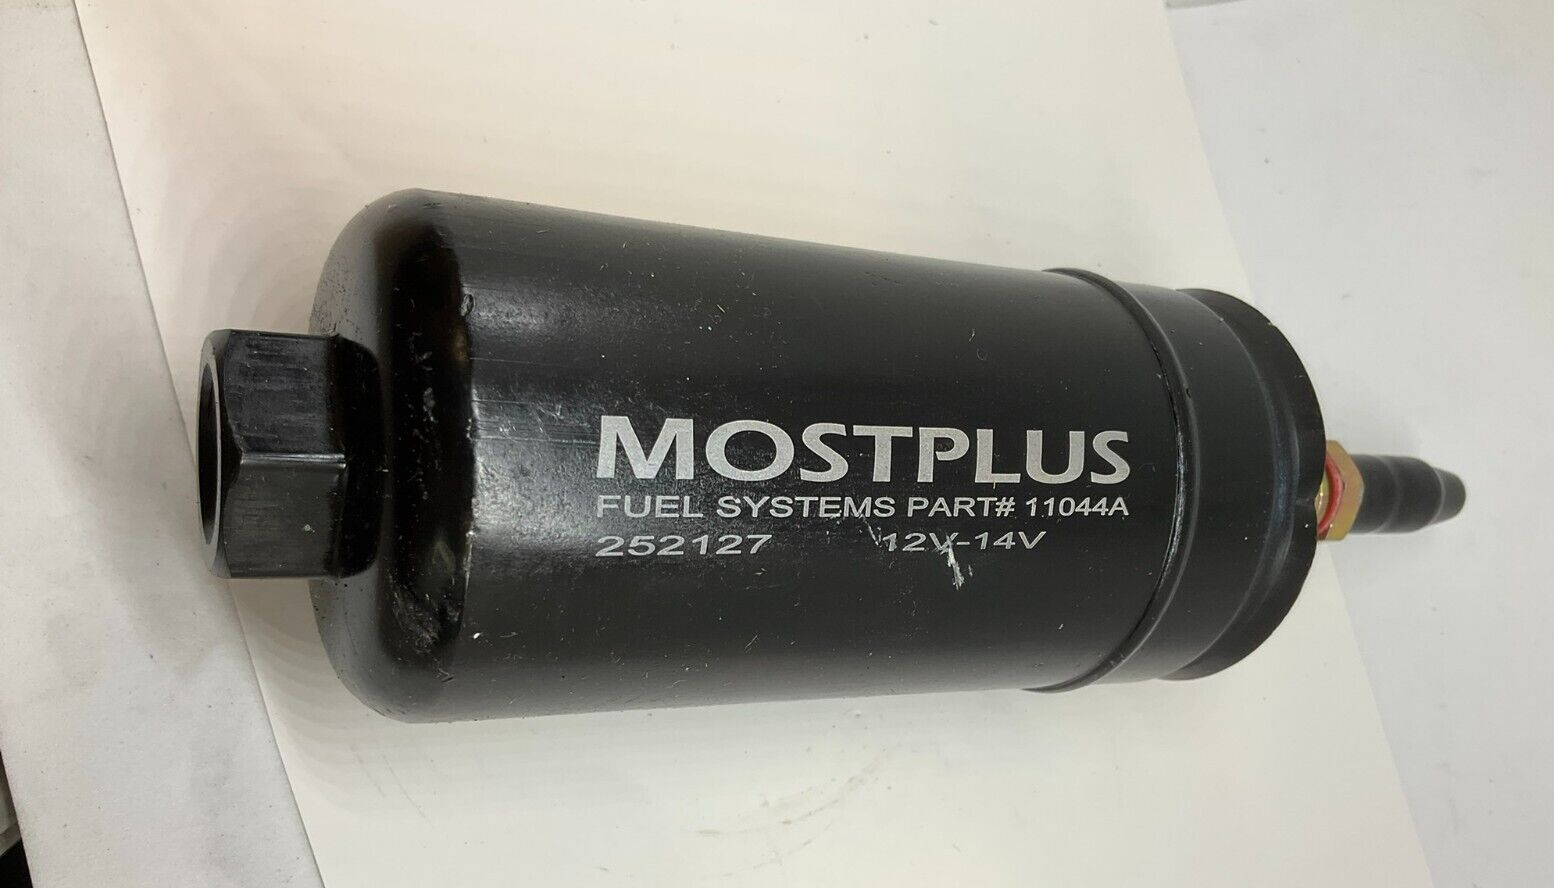 MOSTPLUS
FUEL SYSTEMS PART# 11044A
252127 12V-14V